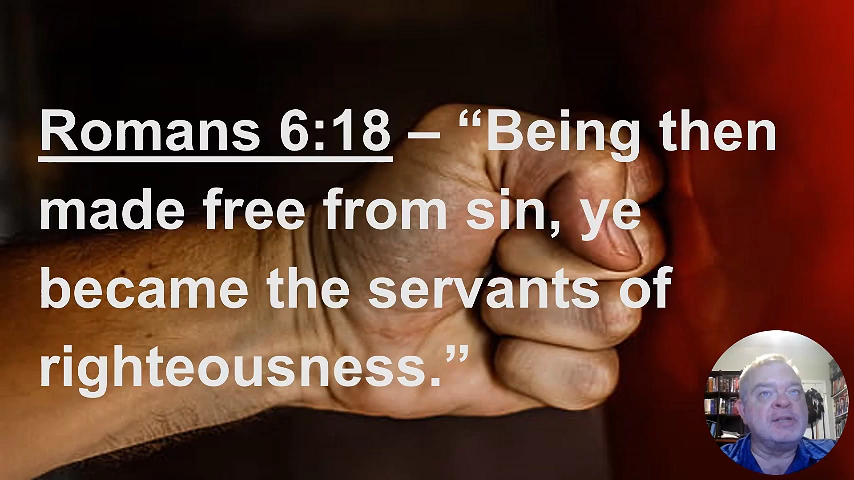 Romans 6:18 – “Being then
made free from sin, ye
became the servants of
righteousness.”